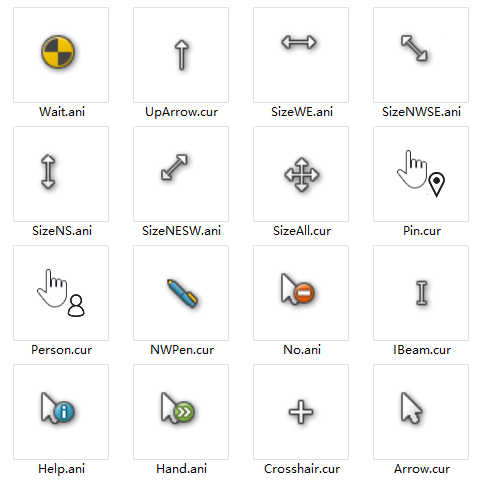 Wait.ani
UpArrow.cur
SizeWE.ani
SizeNWSE.ani
SizeNS.ani
SizeNESW.ani
SizeAll.cur
Pin.cur
Person.cur
NWPen.cur
No.ani
IBeam.cur
Help.ani
Hand.ani
Crosshair.cur
Arrow.cur